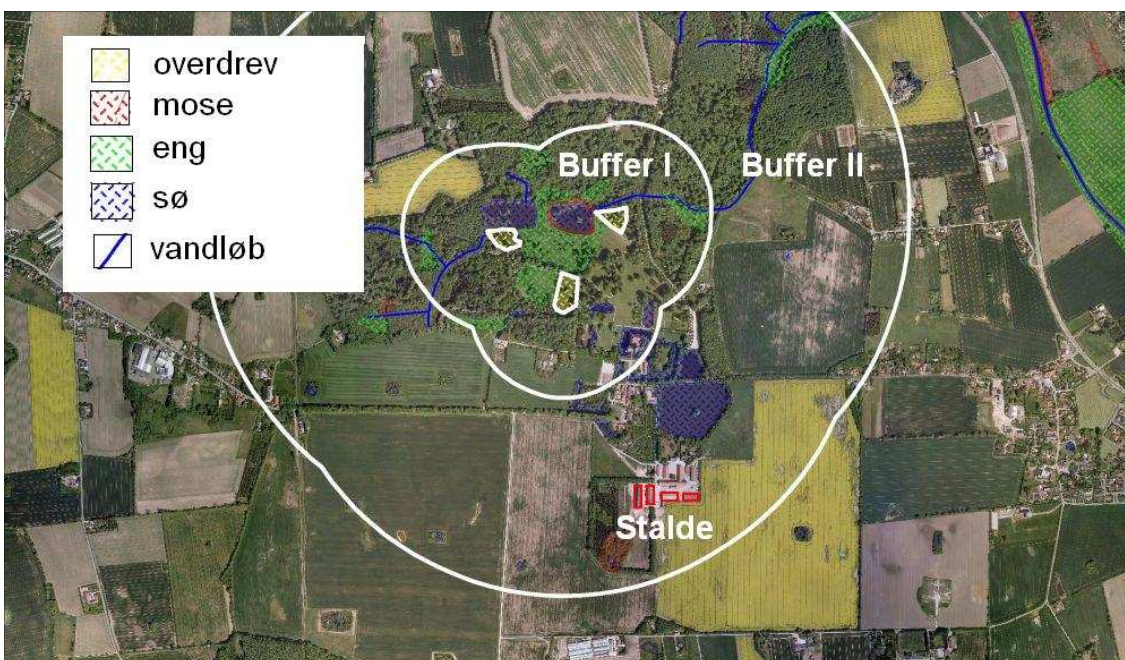 overdrev
mose
eng
sø
vandløb
Buffer I
Buffer II
Stalde